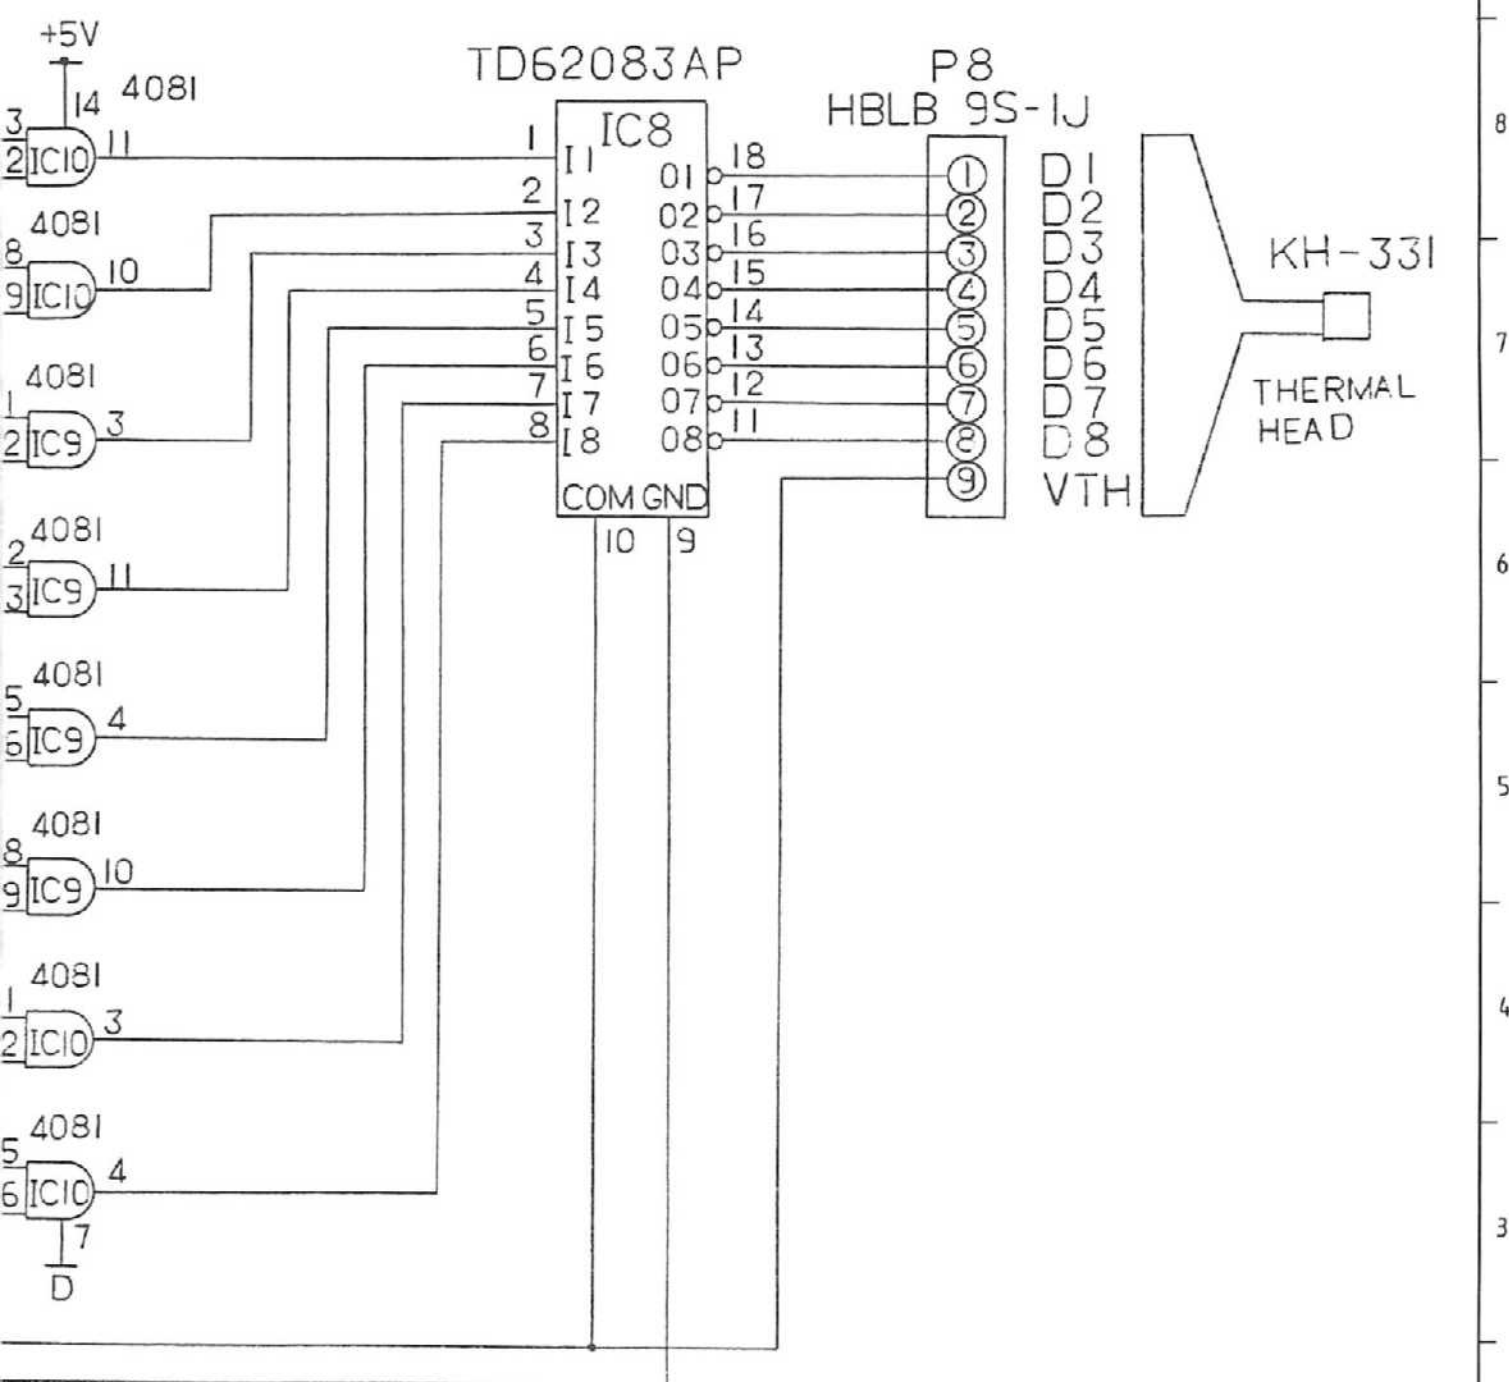 +5V
14 4081
3
2 IC10 11
4081
8
9 IC10 10
4081
1
2 IC9 3
4081
2
3 IC9 11
4081
5
6 IC9 4
4081
8
9 IC9 10
4081
1
2 IC10 3
4081
5
6 IC10 4
7
D
TD62083AP
IC8
1 I1 O1 18
2 I2 O2 17
3 I3 O3 16
4 I4 O4 15
5 I5 O5 14
6 I6 O6 13
7 I7 O7 12
8 I8 O8 11
COM GND
10 9
P8
HBLB 9S-1J
1 D1
2 D2
3 D3
4 D4
5 D5
6 D6
7 D7
8 D8
9 VTH
KH-331
THERMAL
HEAD
8
7
6
5
4
3